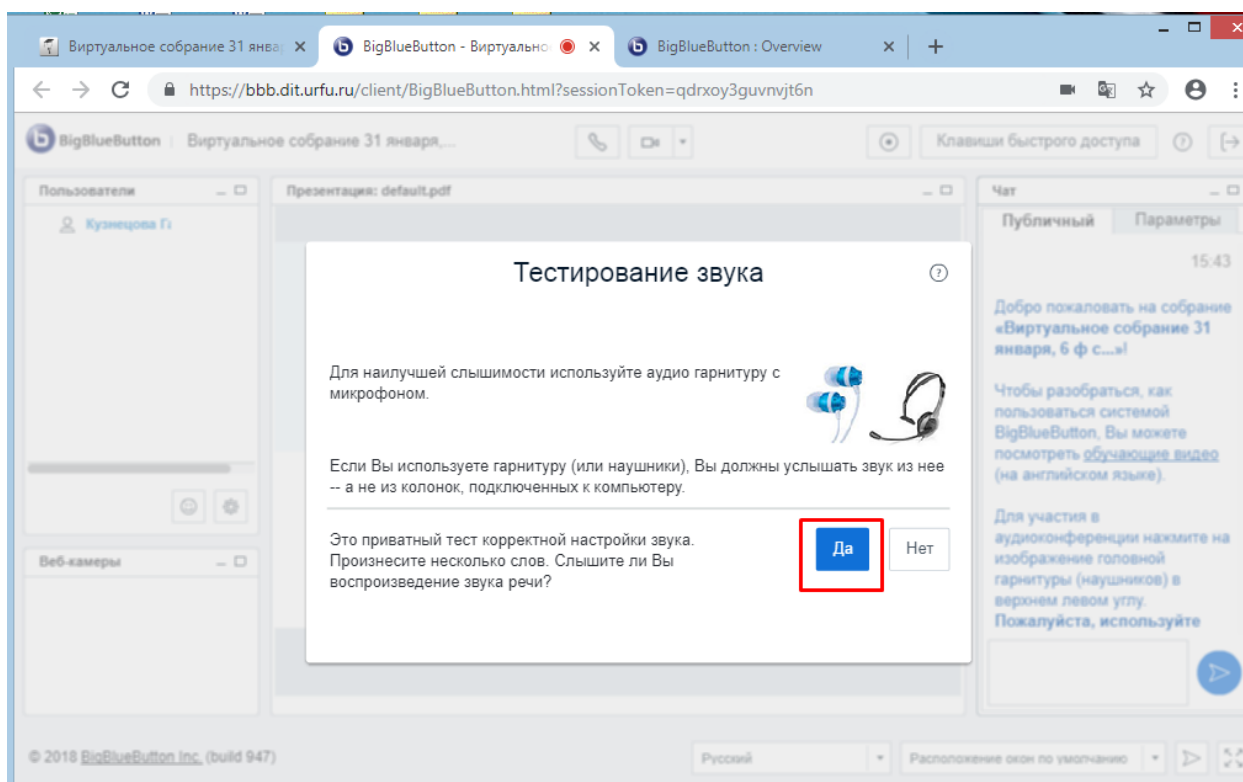 Виртуальное собрание 31 янва
BigBlueButton - Виртуально
BigBlueButton : Overview
https://bbb.dit.urfu.ru/client/BigBlueButton.html?sessionToken=qdrxoy3guvnvjt6n
BigBlueButton
Виртуальное собрание 31 января,...
Клавиши быстрого доступа
Пользователи
Презентация: default.pdf
Чат
Кузнецова
Публичный
Параметры
15:43
Тестирование звука
Добро пожаловать на собрание
«Виртуальное собрание 31
января, 6 ф с...»!
Для наилучшей слышимости используйте аудио гарнитуру с
микрофоном.
Чтобы разобраться, как
пользоваться системой
BigBlueButton, Вы можете
посмотреть обучающие видео
(на английском языке).
Если Вы используете гарнитуру (или наушники), Вы должны услышать звук из нее
-- а не из колонок, подключенных к компьютеру.
Для участия в
аудиоконференции нажмите на
изображение головной
гарнитуры (наушников) в
верхнем левом углу.
Пожалуйста, используйте
Это приватный тест корректной настройки звука.
Произнесите несколько слов. Слышите ли Вы
воспроизведение звука речи?
Да
Нет
Веб-камеры
© 2018 BigBlueButton Inc. (build 947)
Русский
Расположение окон по умолчанию